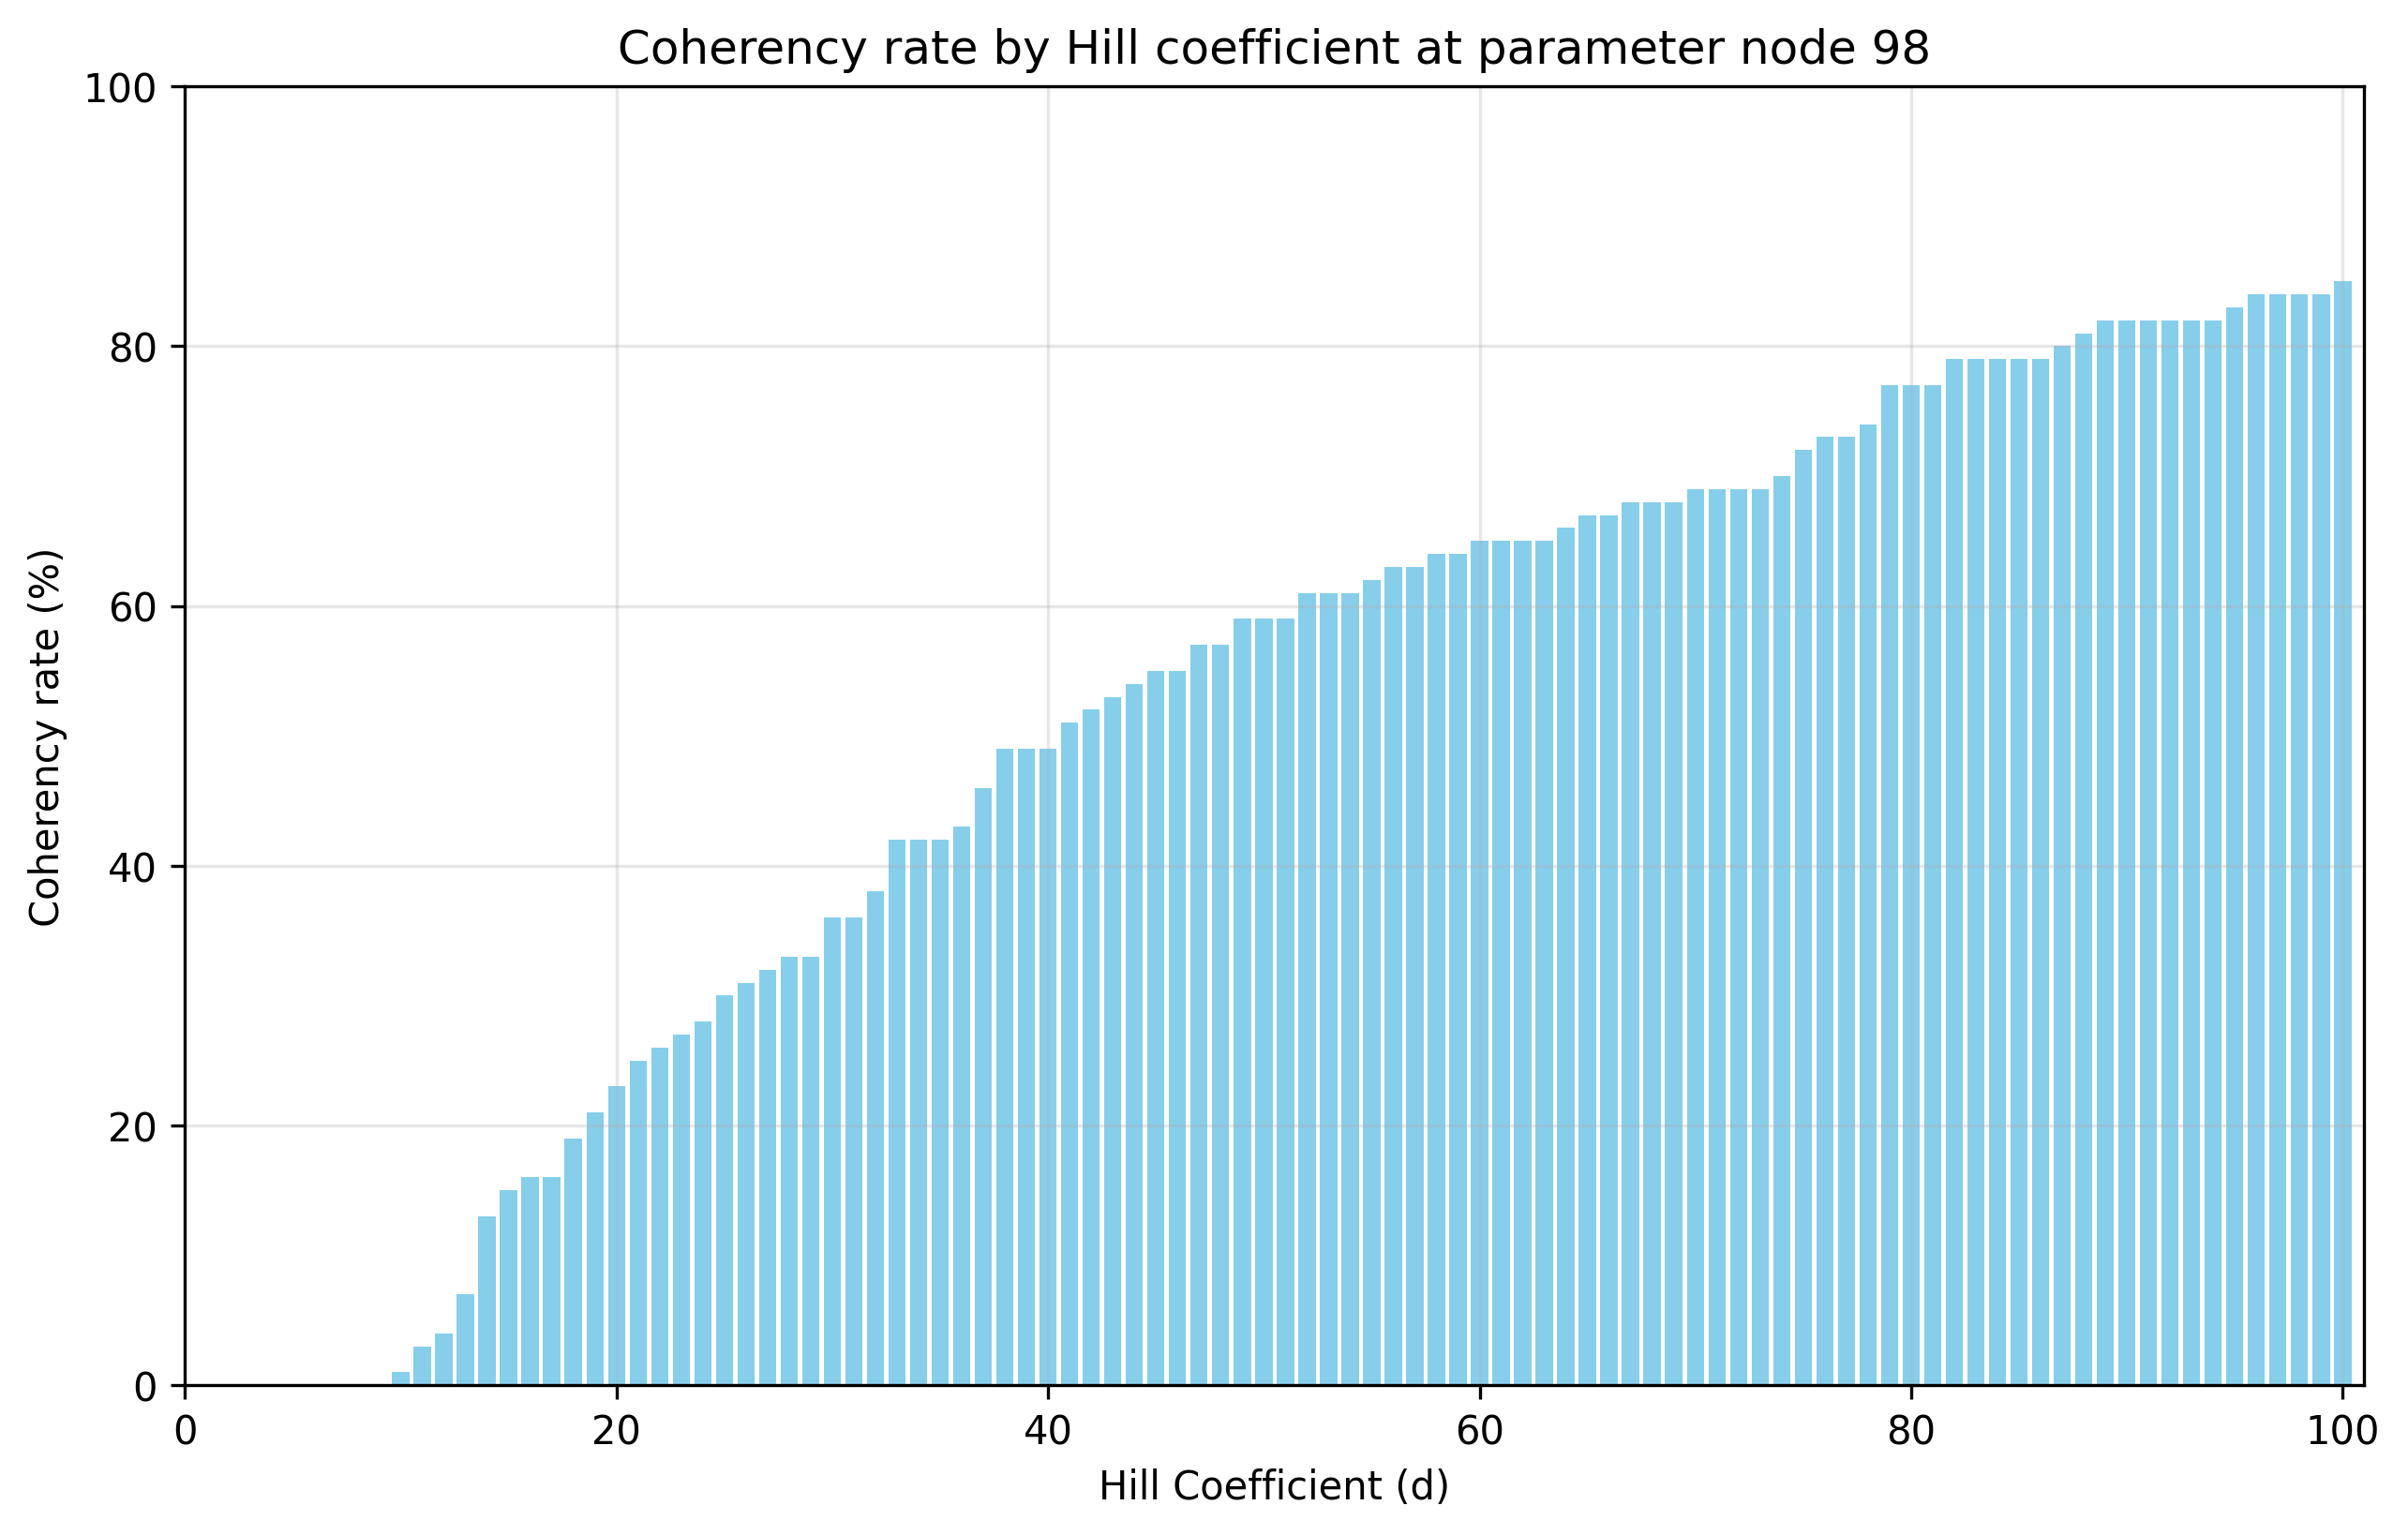 Coherency rate by Hill coefficient at parameter node 98
100
80
60
40
20
0
Coherency rate (%)
0 20 40 60 80 100
Hill Coefficient (d)